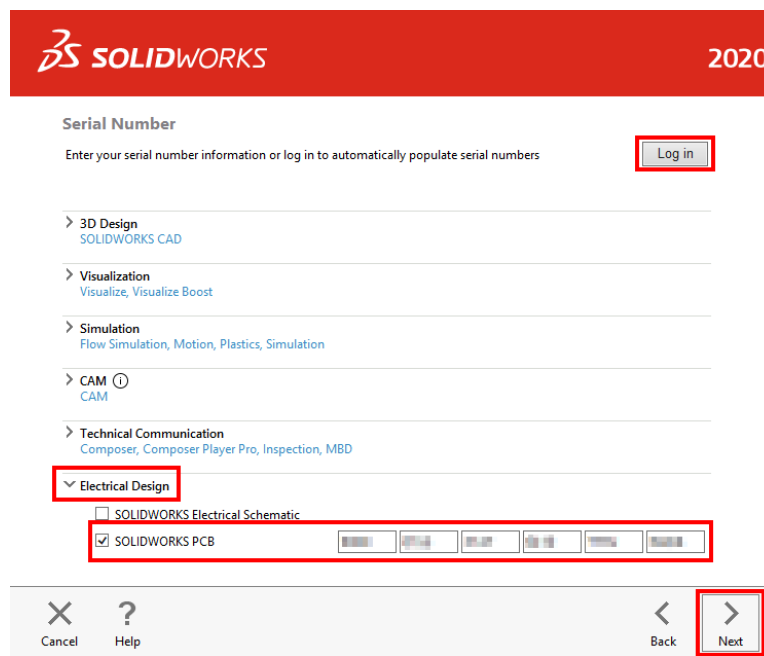 3S SOLIDWORKS
2020
Serial Number
Enter your serial number information or log in to automatically populate serial numbers
Log in
3D Design
SOLIDWORKS CAD
Visualization
Visualize, Visualize Boost
Simulation
Flow Simulation, Motion, Plastics, Simulation
CAM
CAM
Technical Communication
Composer, Composer Player Pro, Inspection, MBD
Electrical Design
SOLIDWORKS Electrical Schematic
SOLIDWORKS PCB
Cancel
Help
Back
Next